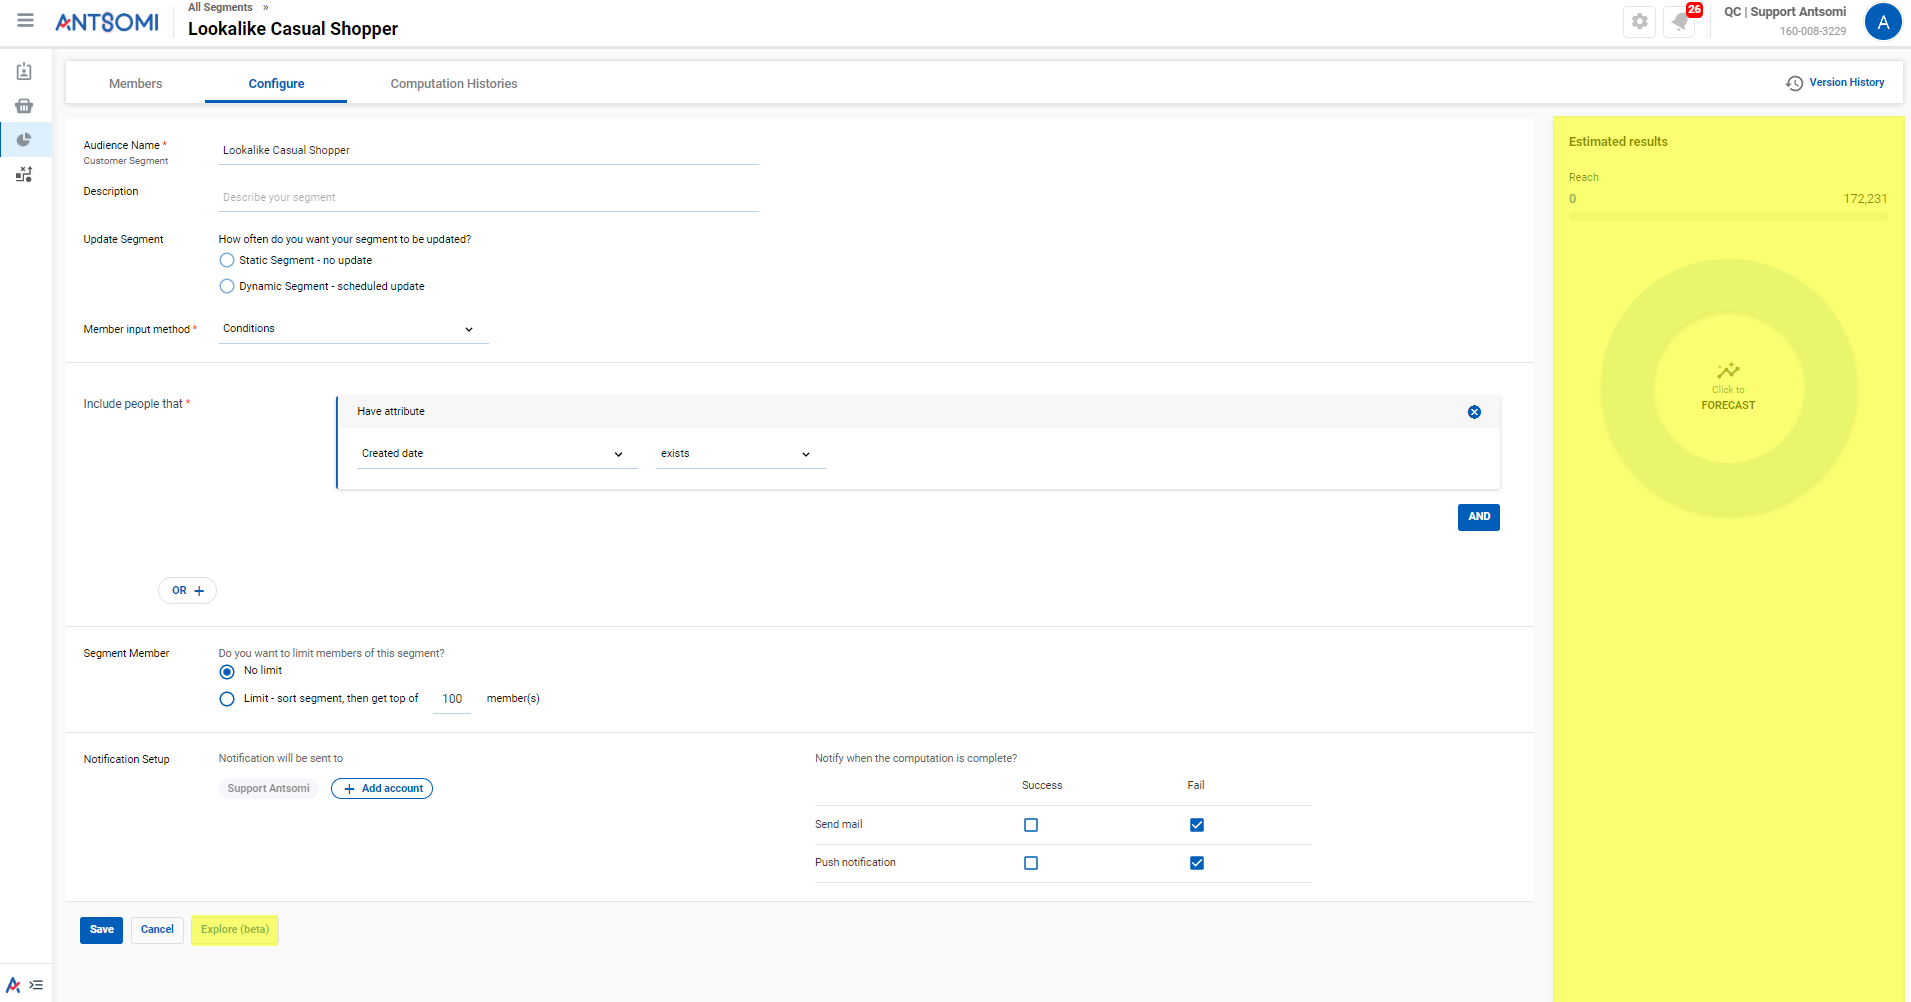 ANTSOMI
All Segments »
Lookalike Casual Shopper
26
QC | Support Antsomi
160-008-3229
A
Members
Configure
Computation Histories
Version History
Audience Name *
Customer Segment
Lookalike Casual Shopper
Description
Describe your segment
Update Segment
How often do you want your segment to be updated?
Static Segment - no update
Dynamic Segment - scheduled update
Member input method *
Conditions
Include people that *
Have attribute
Created date
exists
AND
OR +
Segment Member
Do you want to limit members of this segment?
No limit
Limit - sort segment, then get top of 100 member(s)
Notification Setup
Notification will be sent to
Support Antsomi
+ Add account
Notify when the computation is complete?
Success Fail
Send mail
Push notification
Save
Cancel
Explore (beta)
Estimated results
Reach
0 172,231
Click to
FORECAST